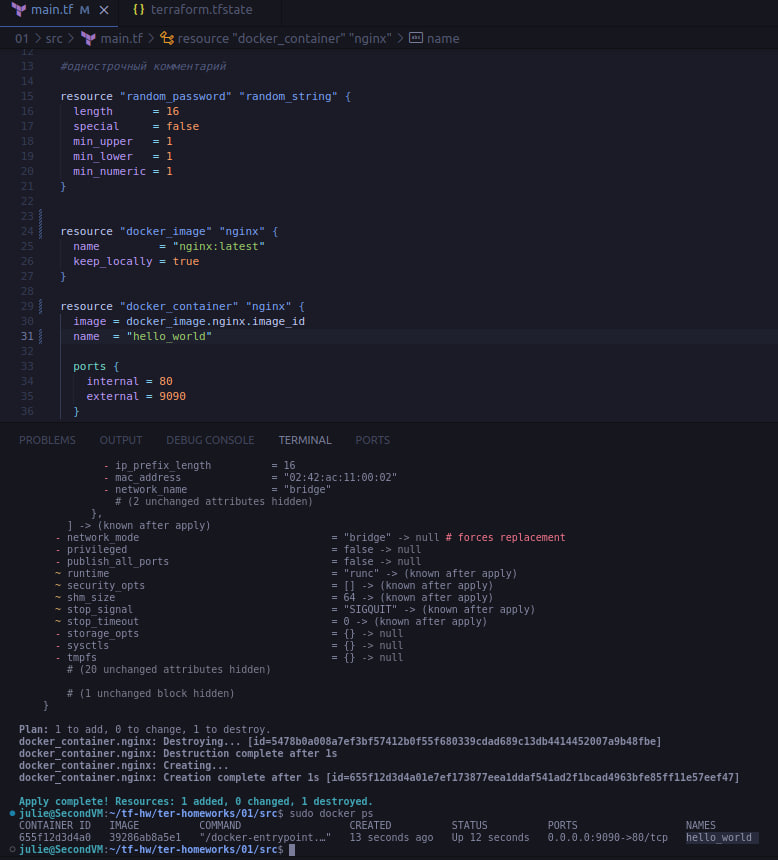 main.tf M × {} terraform.tfstate
01 > src > main.tf > resource "docker_container" "nginx" > name
12
13 #однострочный комментарий
14
15 resource "random_password" "random_string" {
16 length = 16
17 special = false
18 min_upper = 1
19 min_lower = 1
20 min_numeric = 1
21 }
22
23
24 resource "docker_image" "nginx" {
25 name = "nginx:latest"
26 keep_locally = true
27 }
28
29 resource "docker_container" "nginx" {
30 image = docker_image.nginx.image_id
31 name = "hello_world"
32
33 ports {
34 internal = 80
35 external = 9090
36 }
PROBLEMS OUTPUT DEBUG CONSOLE TERMINAL PORTS
- ip_prefix_length = 16
- mac_address = "02:42:ac:11:00:02"
- network_name = "bridge"
# (2 unchanged attributes hidden)
},
] -> (known after apply)
- network_mode = "bridge" -> null # forces replacement
- privileged = false -> null
- publish_all_ports = false -> null
~ runtime = "runc" -> (known after apply)
~ security_opts = [] -> (known after apply)
~ shm_size = 64 -> (known after apply)
~ stop_signal = "SIGQUIT" -> (known after apply)
~ stop_timeout = 0 -> (known after apply)
- storage_opts = {} -> null
- sysctls = {} -> null
- tmpfs = {} -> null
# (20 unchanged attributes hidden)
# (1 unchanged block hidden)
}
Plan: 1 to add, 0 to change, 1 to destroy.
docker_container.nginx: Destroying... [id=5478b0a008a7ef3bf57412b0f55f680339cdad689c13db4414452007a9b48fbe]
docker_container.nginx: Destruction complete after 1s
docker_container.nginx: Creating...
docker_container.nginx: Creation complete after 1s [id=655f12d3d4a01e7ef173877eea1ddaf541ad2f1bcad4963bfe85ff11e57eef47]
Apply complete! Resources: 1 added, 0 changed, 1 destroyed.
julie@SecondVM:~/tf-hw/ter-homeworks/01/src$ sudo docker ps
CONTAINER ID IMAGE COMMAND CREATED STATUS PORTS NAMES
655f12d3d4a0 39286ab8a5e1 "/docker-entrypoint.…" 13 seconds ago Up 12 seconds 0.0.0.0:9090->80/tcp hello_world
julie@SecondVM:~/tf-hw/ter-homeworks/01/src$